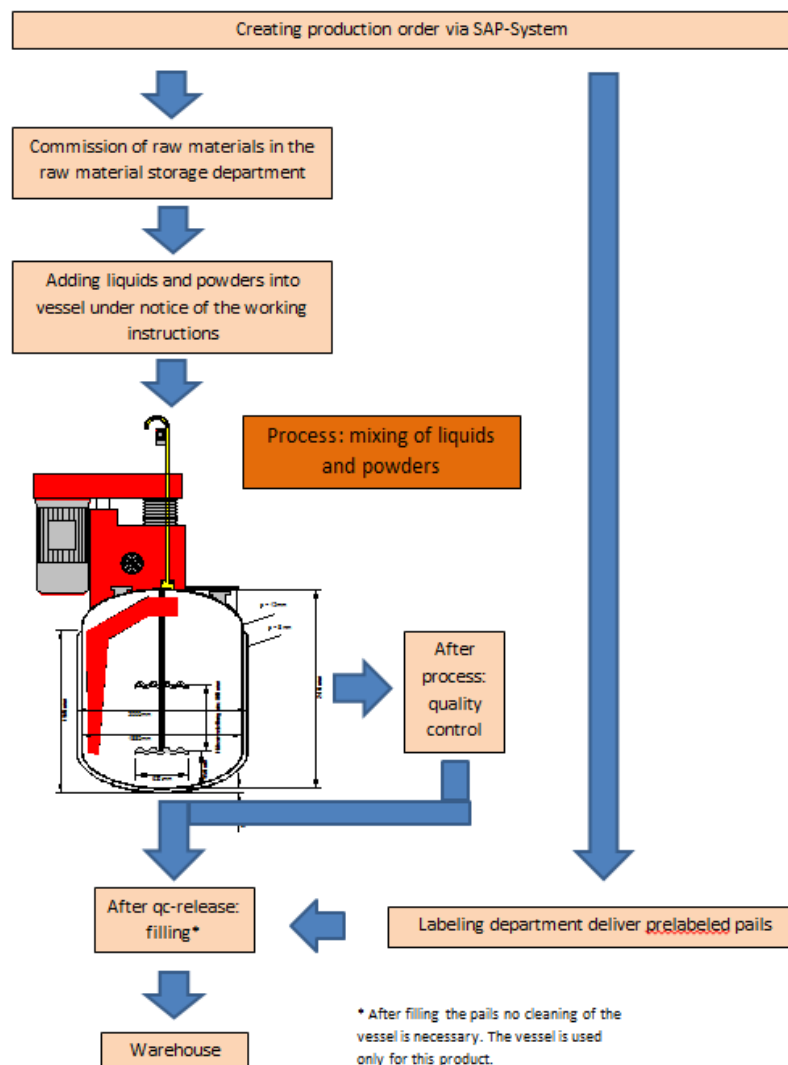 Creating production order via SAP-System
Commission of raw materials in the
raw material storage department
Adding liquids and powders into
vessel under notice of the working
instructions
Process: mixing of liquids
and powders
After
process:
quality
control
After qc-release:
filling*
Labeling department deliver prelabeled pails
Warehouse
* After filling the pails no cleaning of the
vessel is necessary. The vessel is used
only for this product.